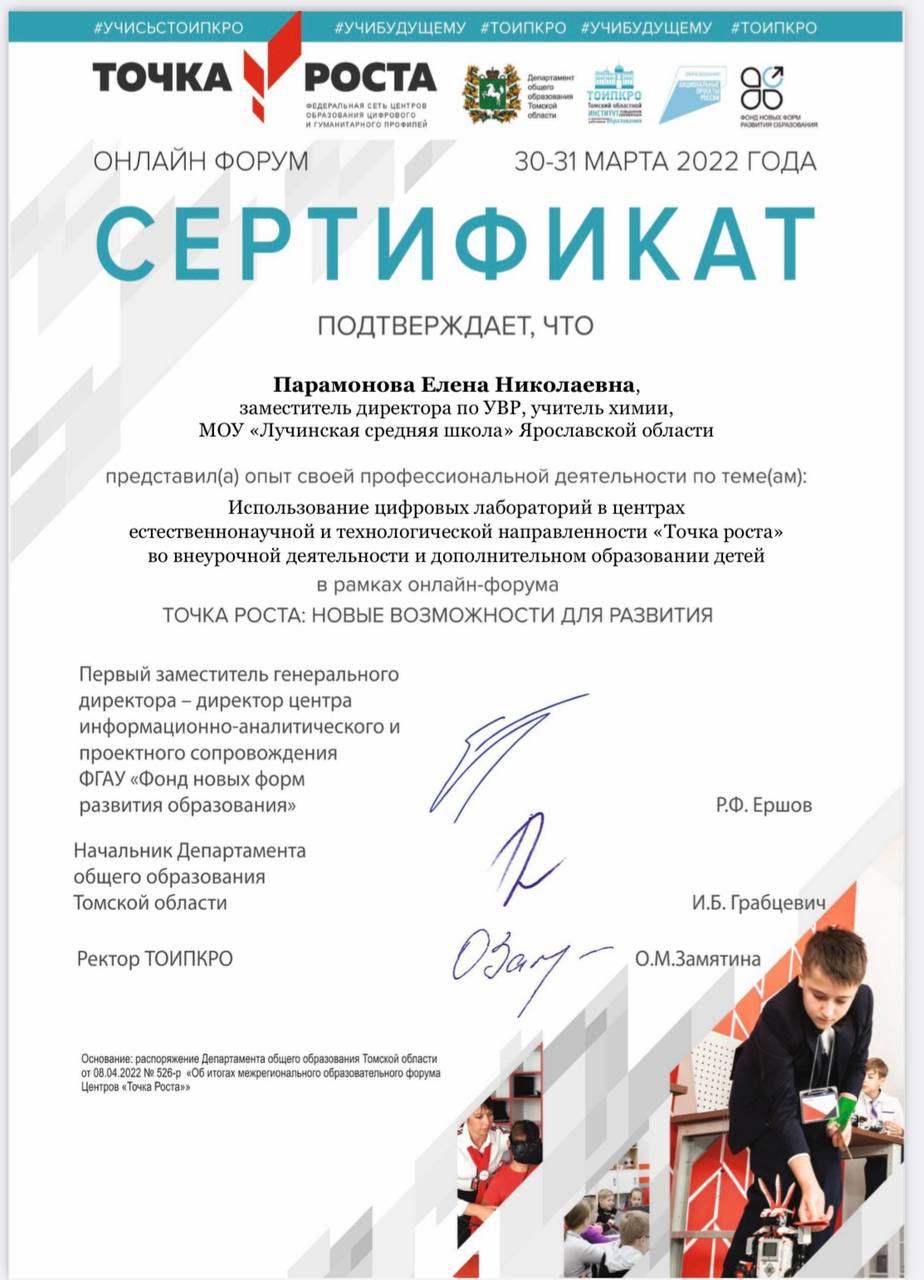 #УЧИСЬСТОИПКРО #УЧИБУДУЩЕМУ #ТОИПКРО #УЧИБУДУЩЕМУ #ТОИПКРО
ТОЧКА РОСТА
ФЕДЕРАЛЬНАЯ СЕТЬ ЦЕНТРОВ
ОБРАЗОВАНИЯ ЦИФРОВОГО
И ГУМАНИТАРНОГО ПРОФИЛЕЙ
Департамент
общего
образования
Томской
области
ТОИПКРО
Томский областной
ИНСТИТУТ
ОБРАЗОВАНИЕ
НАЦИОНАЛЬНЫЕ
ПРОЕКТЫ
РОССИИ
ФОНД НОВЫХ ФОРМ
РАЗВИТИЯ ОБРАЗОВАНИЯ
ОНЛАЙН ФОРУМ 30-31 МАРТА 2022 ГОДА
СЕРТИФИКАТ
ПОДТВЕРЖДАЕТ, ЧТО
Парамонова Елена Николаевна,
заместитель директора по УВР, учитель химии,
МОУ «Лучинская средняя школа» Ярославской области
представил(а) опыт своей профессиональной деятельности по теме(ам):
Использование цифровых лабораторий в центрах
естественнонаучной и технологической направленности «Точка роста»
во внеурочной деятельности и дополнительном образовании детей
в рамках онлайн-форума
ТОЧКА РОСТА: НОВЫЕ ВОЗМОЖНОСТИ ДЛЯ РАЗВИТИЯ
Первый заместитель генерального
директора – директор центра
информационно-аналитического и
проектного сопровождения
ФГАУ «Фонд новых форм
развития образования»
Р.Ф. Ершов
Начальник Департамента
общего образования
Томской области
И.Б. Грабцевич
Ректор ТОИПКРО
О.М.Замятина
Основание: распоряжение Департамента общего образования Томской области
от 08.04.2022 № 526-р «Об итогах межрегионального образовательного форума
Центров «Точка Роста»»